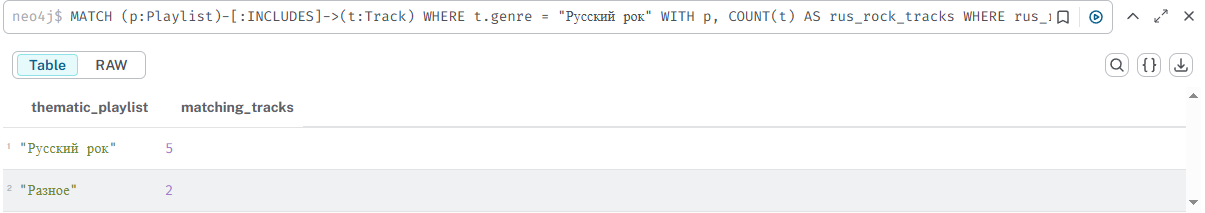 neo4j$ MATCH (p:Playlist)-[:INCLUDES]->(t:Track) WHERE t.genre = "Русский рок" WITH p, COUNT(t) AS rus_rock_tracks WHERE
Table RAW
thematic_playlist matching_tracks
1 "Русский рок" 5
2 "Разное" 2